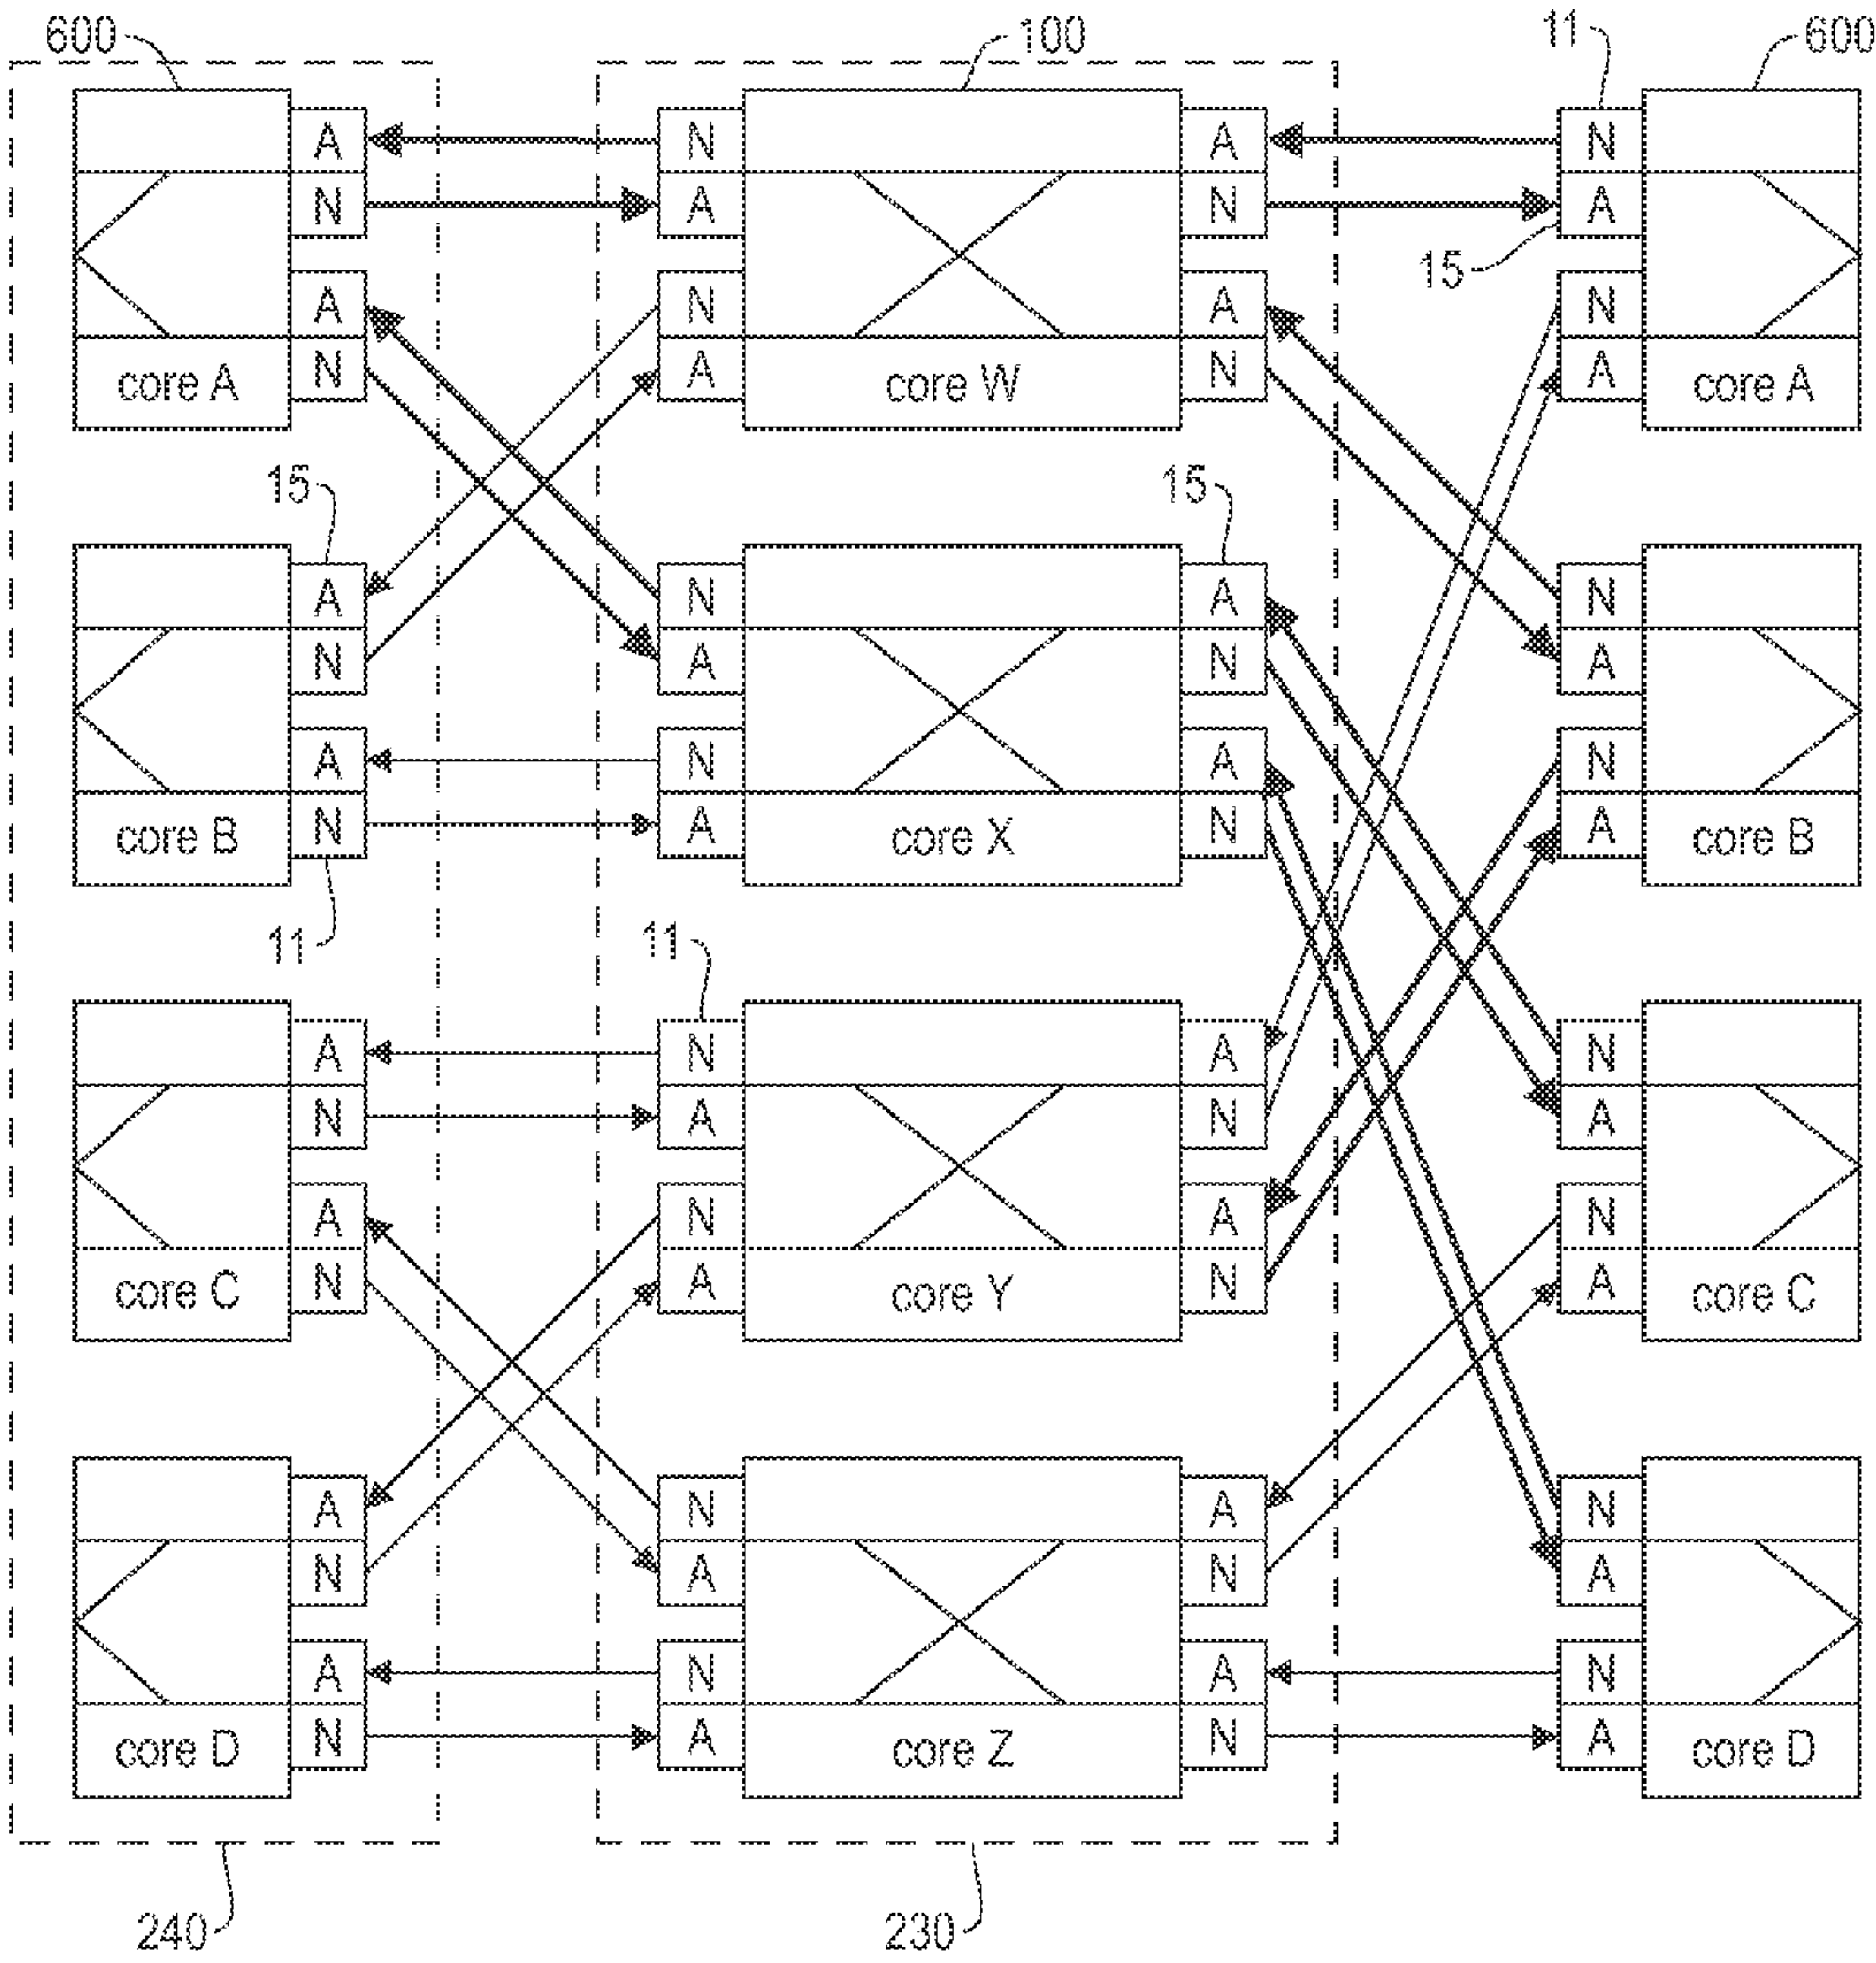 600 100 11 600
A N A N
N A N A
15
A N A N
core A N A core W N A core A
15 15
A N A N
N A N A
A N A N
core B N A core X N A core B
11 11
A N A N
N A N A
A N A N
core C N A core Y N A core C
A N A N
N A N A
A N A N
core D N A core Z N A core D
240 230